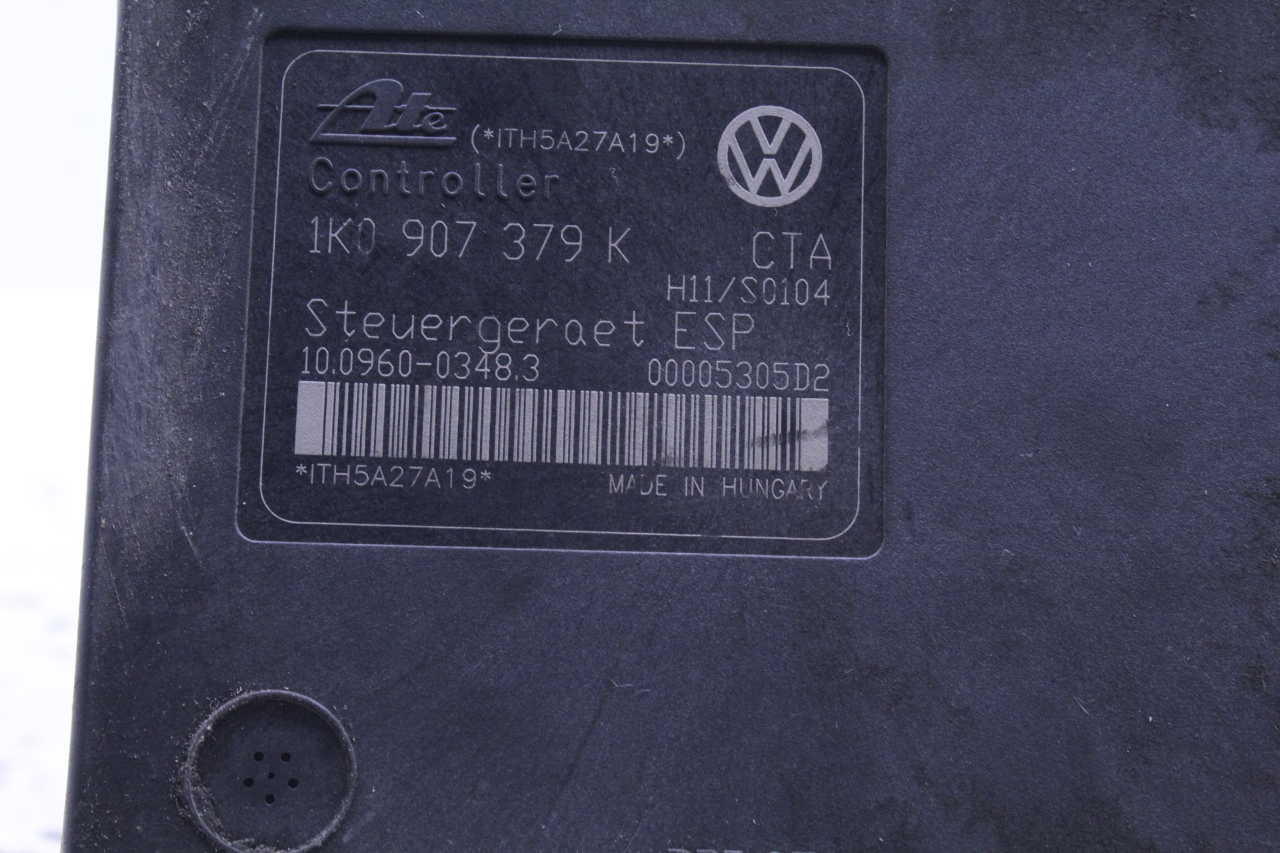 Ate (*ITH5A27A19*)
Controller
1K0 907 379 K CTA
H11/S0104
Steuergeraet ESP
10.0960-0348.3 00005305D2
*ITH5A27A19* MADE IN HUNGARY